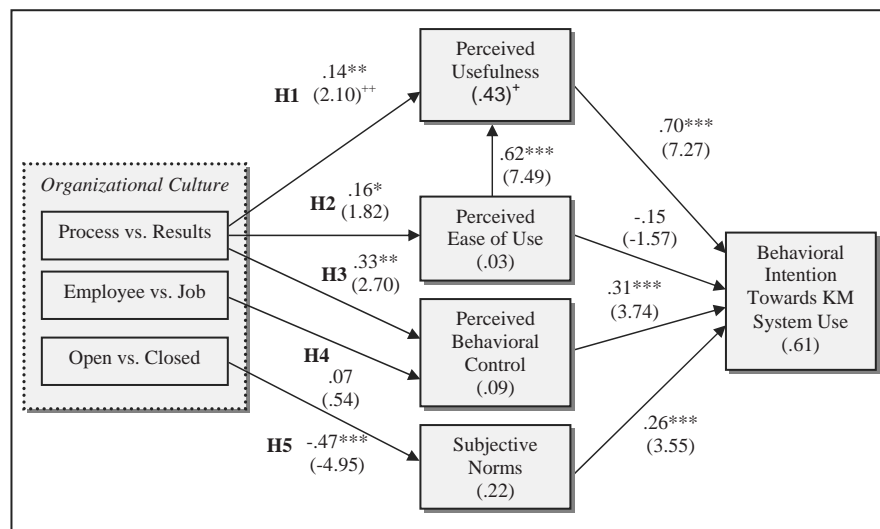 Perceived
Usefulness
(.43)+
.14**
H1 (2.10)++
.70***
(7.27)
.62***
(7.49)
Organizational Culture
Process vs. Results
Employee vs. Job
Open vs. Closed
.16*
H2 (1.82)
Perceived
Ease of Use
(.03)
-.15
(-1.57)
.33**
H3 (2.70)
.31***
(3.74)
Behavioral
Intention
Towards KM
System Use
(.61)
Perceived
Behavioral
Control
(.09)
H4
.07
(.54)
H5 -.47***
(-4.95)
Subjective
Norms
(.22)
.26***
(3.55)